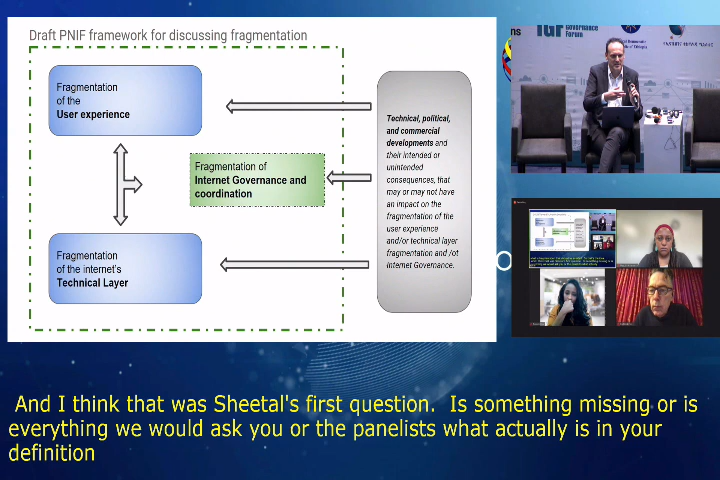 Draft PNIF framework for discussing fragmentation
Fragmentation
of the
User experience
Fragmentation of
Internet Governance and
coordination
Fragmentation
of the internet's
Technical Layer
Technical, political,
and commercial
developments and
their intended or
unintended
consequences, that
may or may not have
an impact on the
fragmentation of the
user experience
and/or technical layer
fragmentation and /ot
Internet Governance.
IGF
Governance
Forum
And I think that was Sheetal's first question. Is something missing or is
everything we would ask you or the panelists what actually is in your
definition